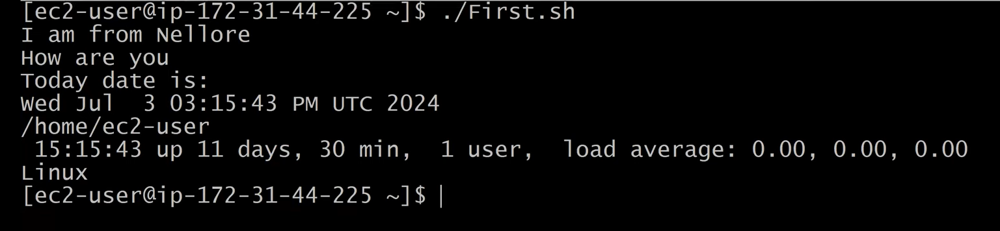 [ec2-user@ip-172-31-44-225 ~]$ ./First.sh
I am from Nellore
How are you
Today date is:
Wed Jul  3 03:15:43 PM UTC 2024
/home/ec2-user
 15:15:43 up 11 days, 30 min,  1 user,  load average: 0.00, 0.00, 0.00
Linux
[ec2-user@ip-172-31-44-225 ~]$